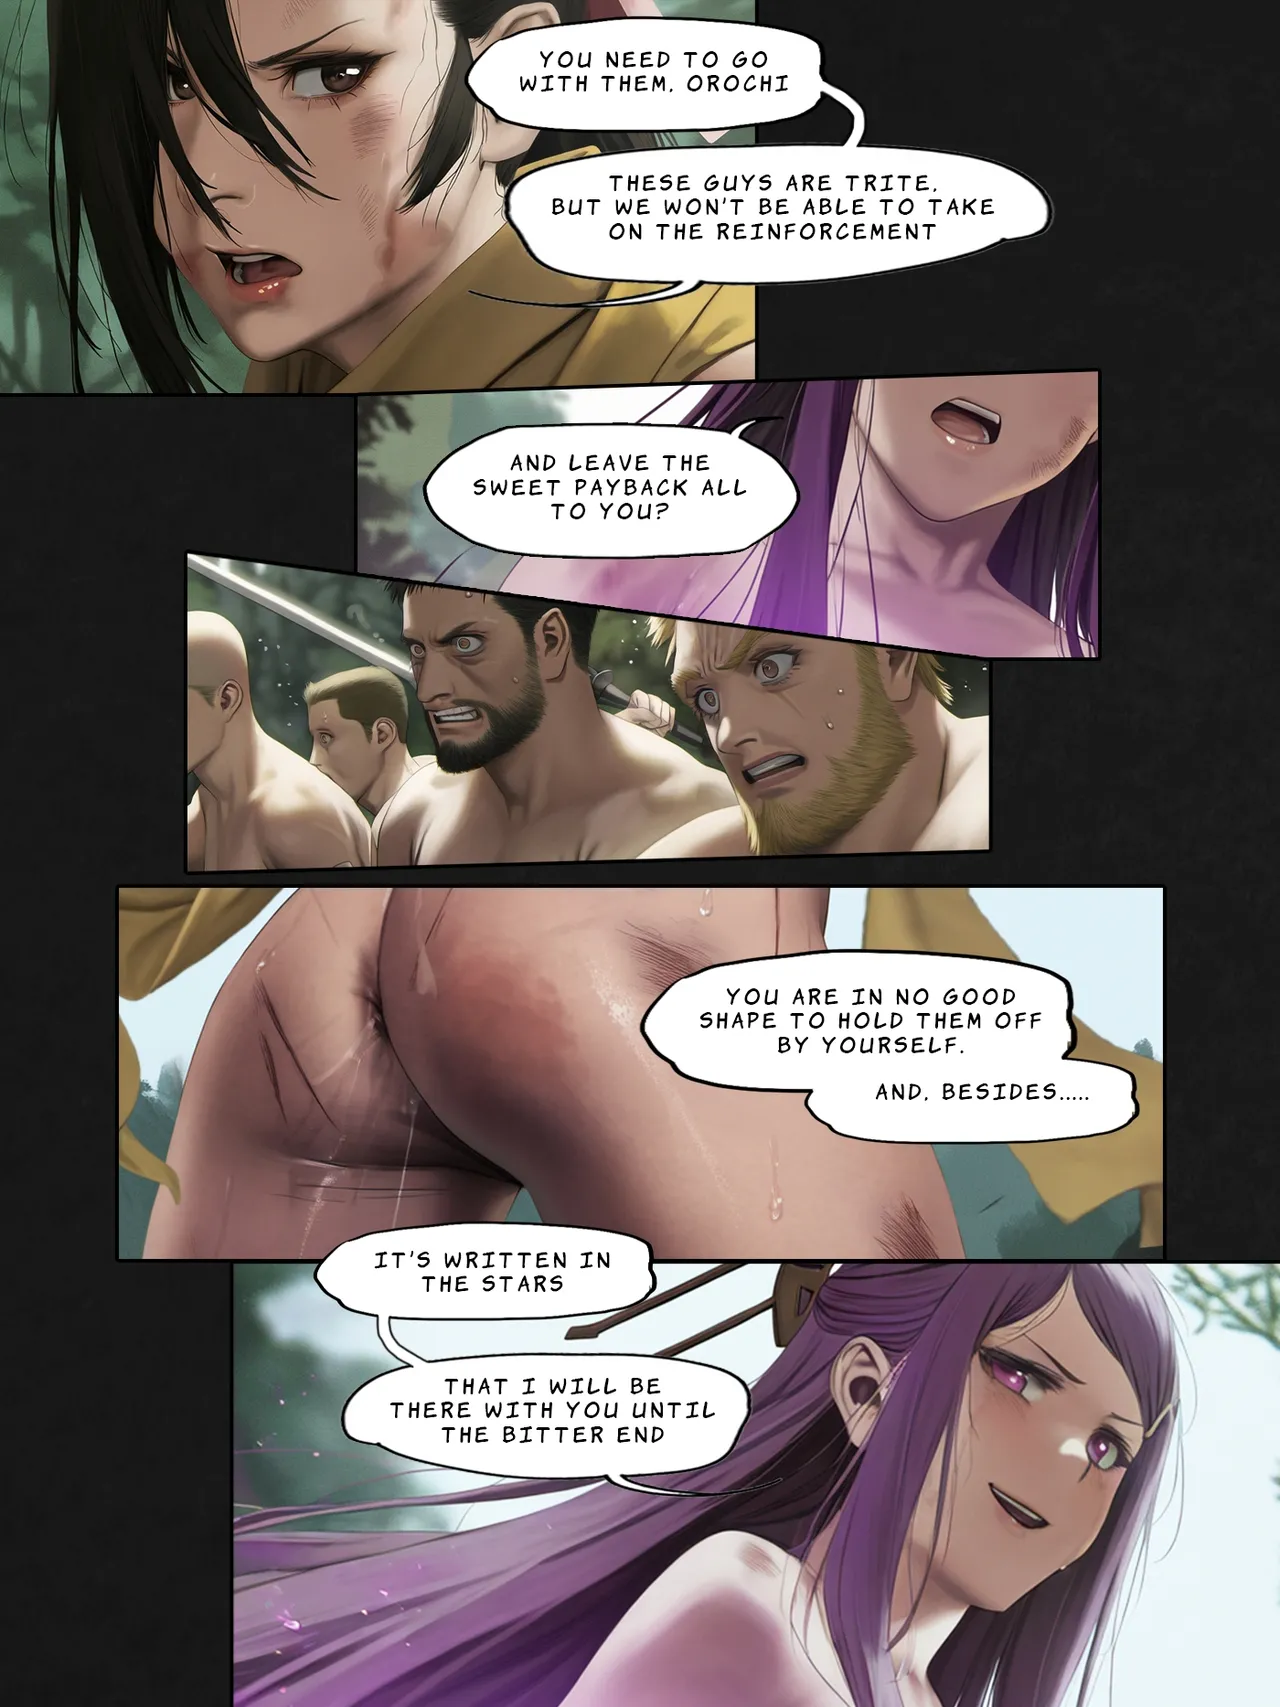 YOU NEED TO GO
WITH THEM, OROCHI
THESE GUYS ARE TRITE,
BUT WE WON'T BE ABLE TO TAKE
ON THE REINFORCEMENT
AND LEAVE THE
SWEET PAYBACK ALL
TO YOU?
YOU ARE IN NO GOOD
SHAPE TO HOLD THEM OFF
BY YOURSELF.
AND, BESIDES.....
IT'S WRITTEN IN
THE STARS
THAT I WILL BE
THERE WITH YOU UNTIL
THE BITTER END